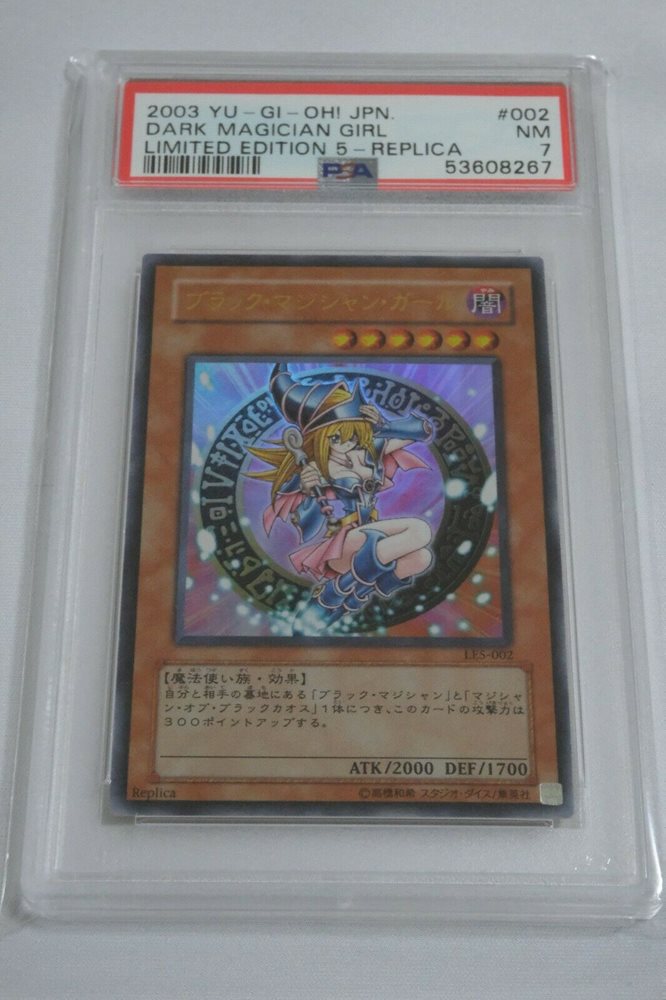 2003 YU-GI-OH! JPN. #002
DARK MAGICIAN GIRL NM
LIMITED EDITION 5-REPLICA 7
PSA 53608267
ブラック・マジシャン・ガール
やみ
闇
LE5-002
【魔法使い族・効果】
自分と相手の墓地にある「ブラック・マジシャン」と「マジシャ
ン・オブ・ブラックカオス」1体につき、このカードの攻撃力は
300ポイントアップする。
ATK/2000 DEF/1700
Replica ©高橋和希 スタジオ・ダイス/集英社